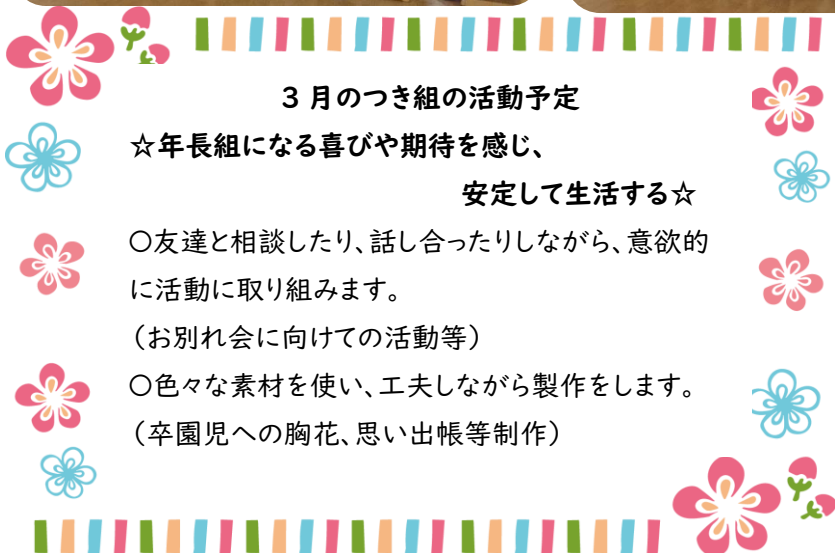 3月のつき組の活動予定
☆年長組になる喜びや期待を感じ、
安定して生活する☆
〇友達と相談したり、話し合ったりしながら、意欲的
に活動に取り組みます。
（お別れ会に向けての活動等）
〇色々な素材を使い、工夫しながら製作をします。
（卒園児への胸花、思い出帳等制作）